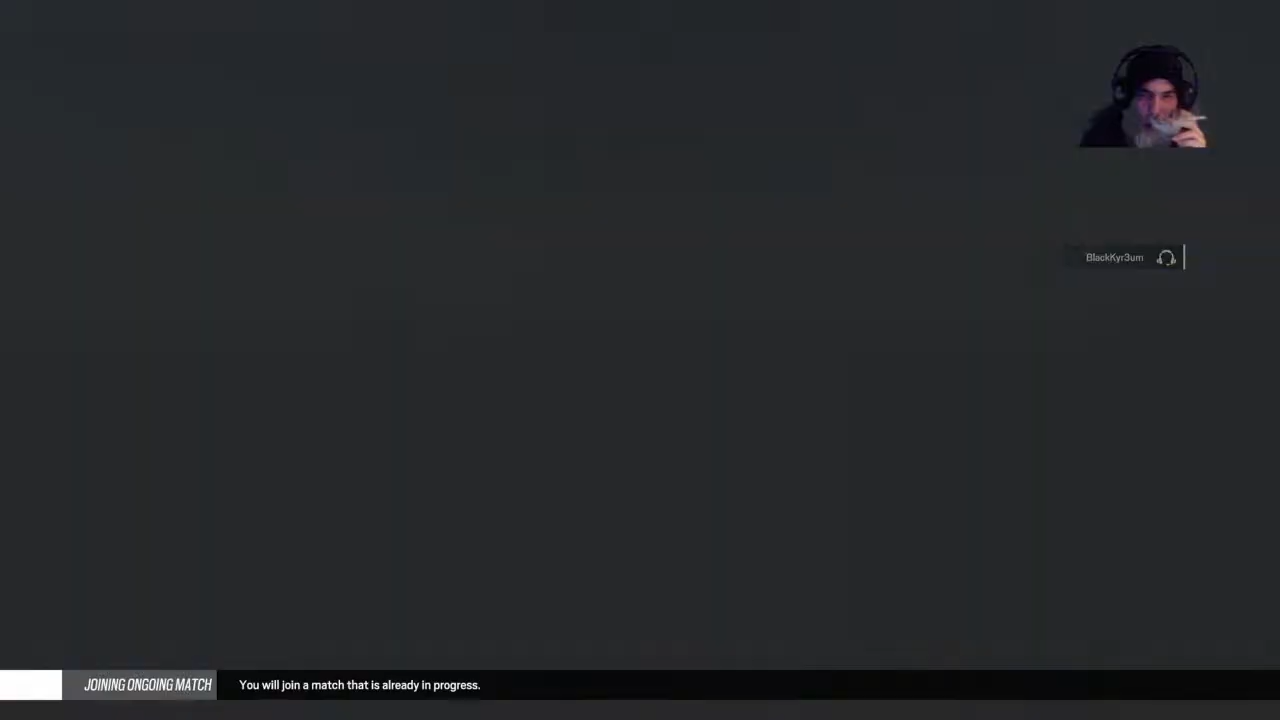 BlackKyr3um
JOINING ONGOING MATCH
You will join a match that is already in progress.